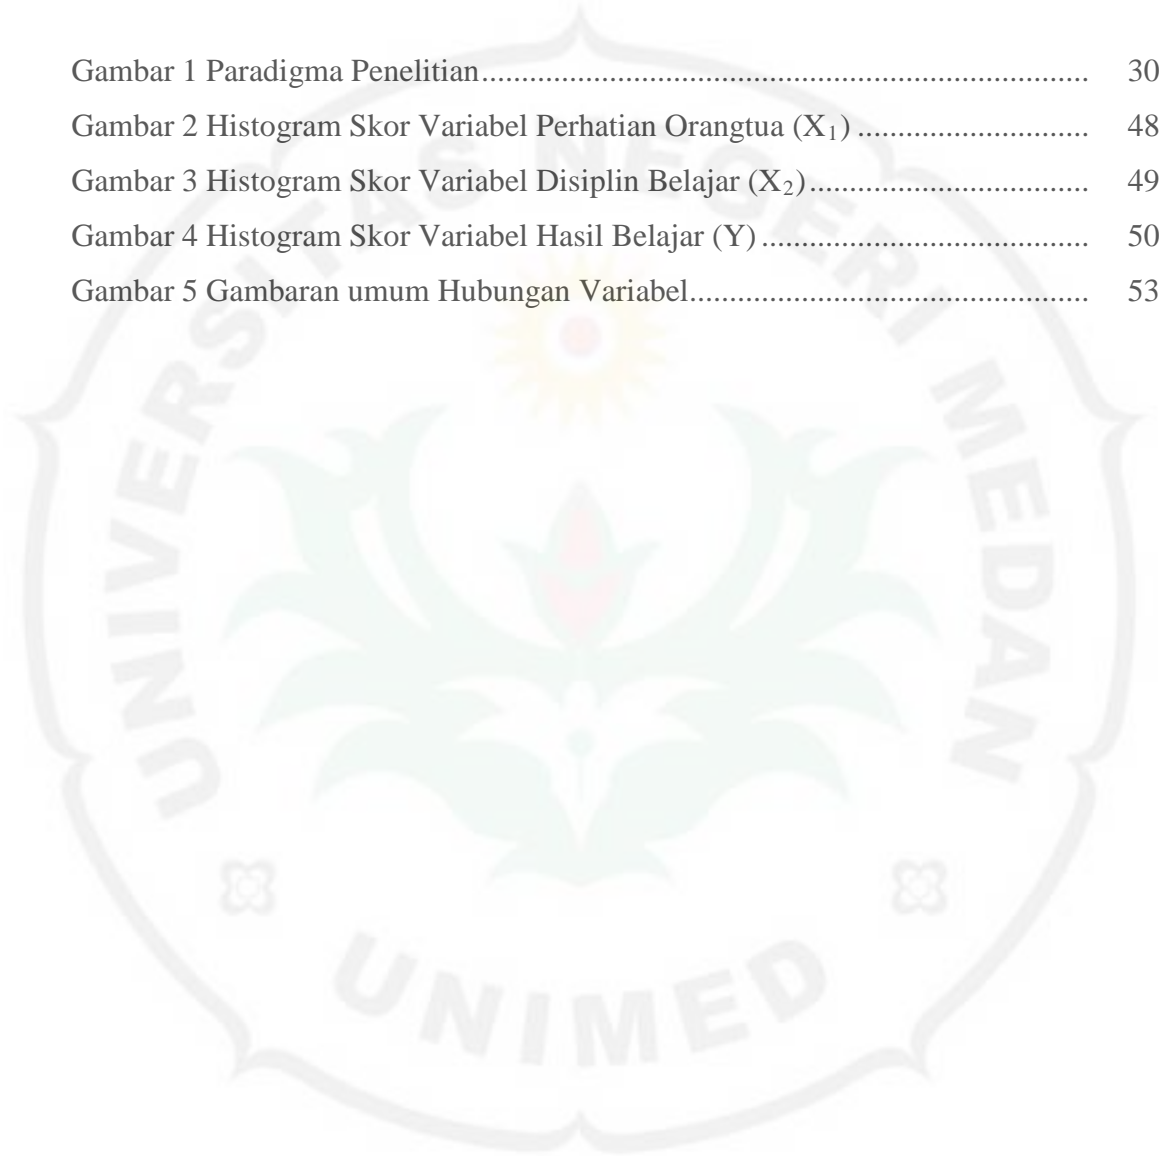 Gambar 1 Paradigma Penelitian........................................................................... 30
Gambar 2 Histogram Skor Variabel Perhatian Orangtua (X₁) ............................. 48
Gambar 3 Histogram Skor Variabel Disiplin Belajar (X₂)................................... 49
Gambar 4 Histogram Skor Variabel Hasil Belajar (Y) ......................................... 50
Gambar 5 Gambaran umum Hubungan Variabel.................................................. 53
UNIVERSITAS NEGERI MEDAN
UNIMED